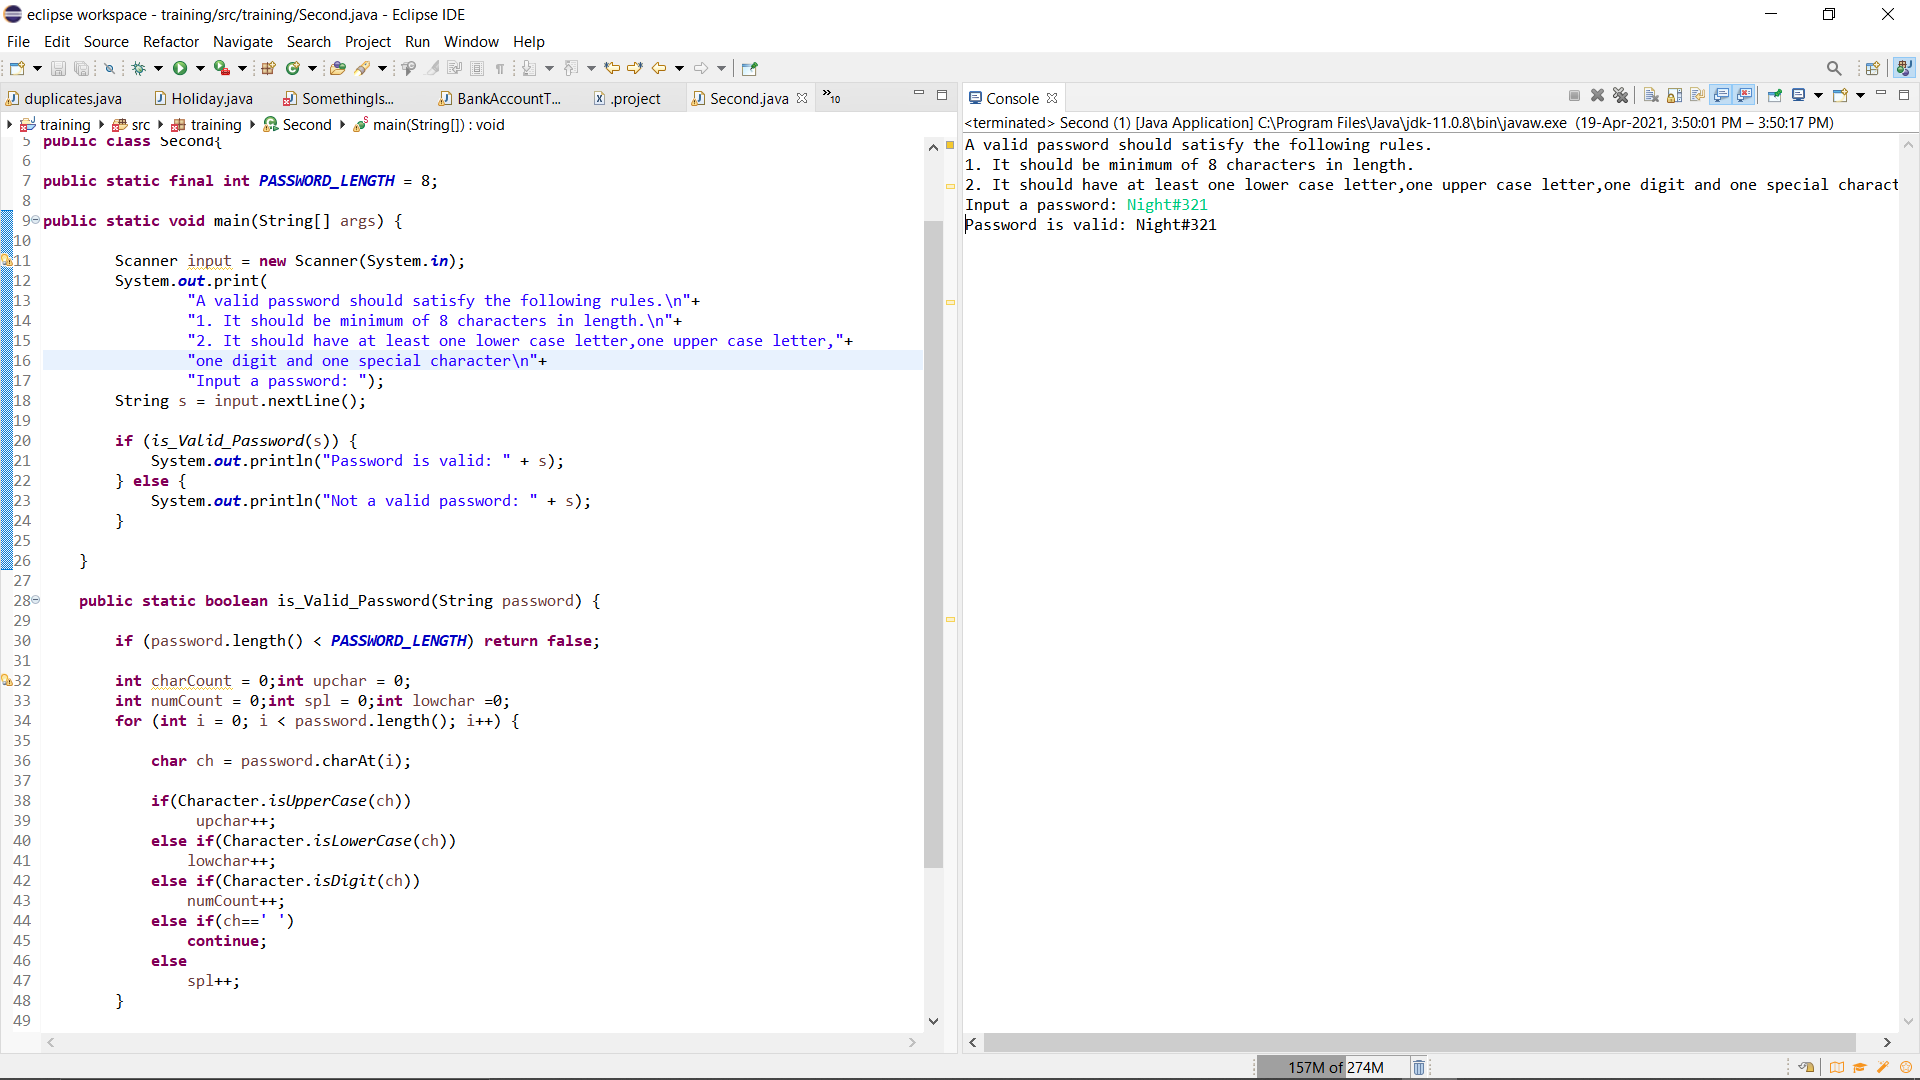 eclipse workspace - training/src/training/Second.java - Eclipse IDE
File Edit Source Refactor Navigate Search Project Run Window Help
duplicates.java Holiday.java SomethingIs... BankAccountT... .project Second.java »10
training src training Second main(String[]) : void
5 public class Second{
6
7 public static final int PASSWORD_LENGTH = 8;
8
9 public static void main(String[] args) {
10
11 Scanner input = new Scanner(System.in);
12 System.out.print(
13 "A valid password should satisfy the following rules.\n"+
14 "1. It should be minimum of 8 characters in length.\n"+
15 "2. It should have at least one lower case letter,one upper case letter,"+
16 "one digit and one special character\n"+
17 "Input a password: ");
18 String s = input.nextLine();
19
20 if (is_Valid_Password(s)) {
21 System.out.println("Password is valid: " + s);
22 } else {
23 System.out.println("Not a valid password: " + s);
24 }
25
26 }
27
28 public static boolean is_Valid_Password(String password) {
29
30 if (password.length() < PASSWORD_LENGTH) return false;
31
32 int charCount = 0;int upchar = 0;
33 int numCount = 0;int spl = 0;int lowchar =0;
34 for (int i = 0; i < password.length(); i++) {
35
36 char ch = password.charAt(i);
37
38 if(Character.isUpperCase(ch))
39 upchar++;
40 else if(Character.isLowerCase(ch))
41 lowchar++;
42 else if(Character.isDigit(ch))
43 numCount++;
44 else if(ch==' ')
45 continue;
46 else
47 spl++;
48 }
49
Console
<terminated> Second (1) [Java Application] C:\Program Files\Java\jdk-11.0.8\bin\javaw.exe (19-Apr-2021, 3:50:01 PM – 3:50:17 PM)
A valid password should satisfy the following rules.
1. It should be minimum of 8 characters in length.
2. It should have at least one lower case letter,one upper case letter,one digit and one special charact
Input a password: Night#321
Password is valid: Night#321
157M of 274M